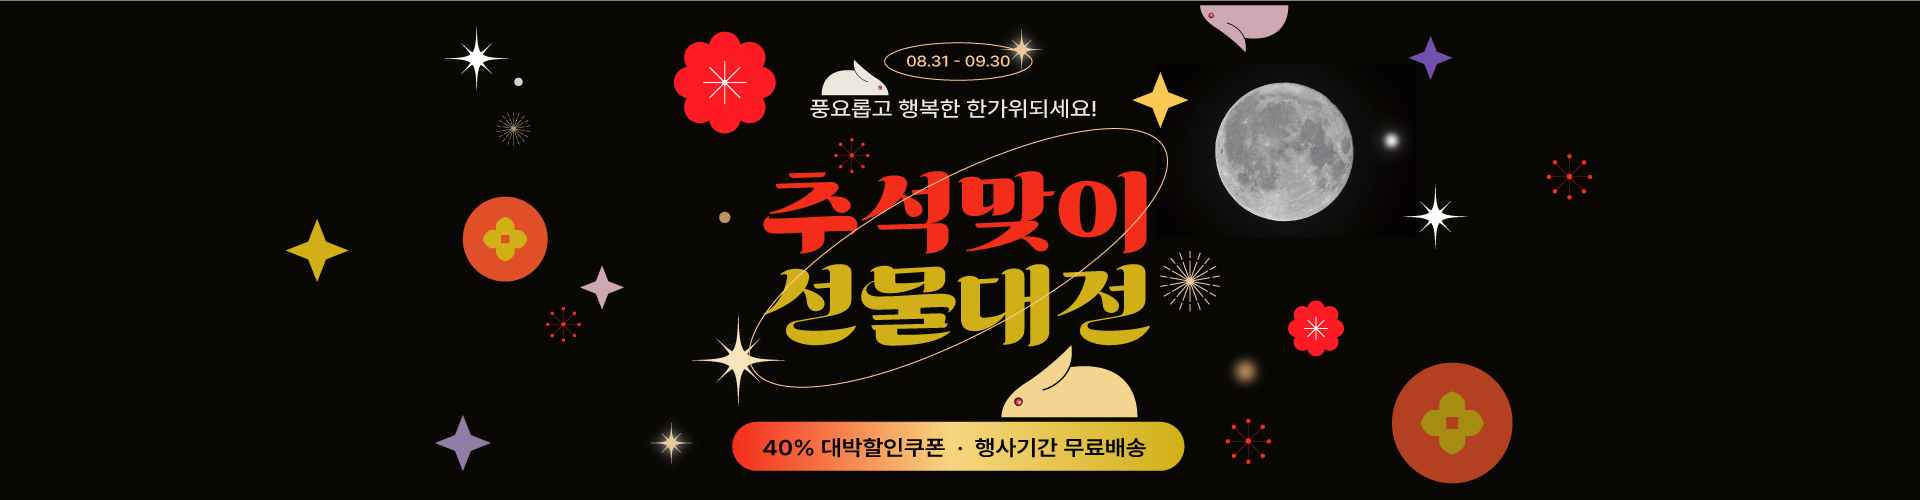 08.31 - 09.30
풍요롭고 행복한 한가위되세요!
추석맞이
선물대전
40% 대박할인쿠폰 · 행사기간 무료배송